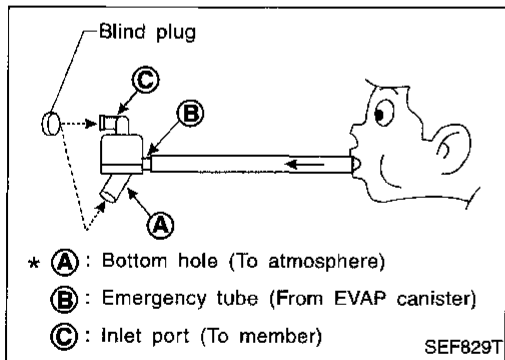 Blind plug
C
B
A
* A : Bottom hole (To atmosphere)
B : Emergency tube (From EVAP canister)
C : Inlet port (To member)
SEF829T